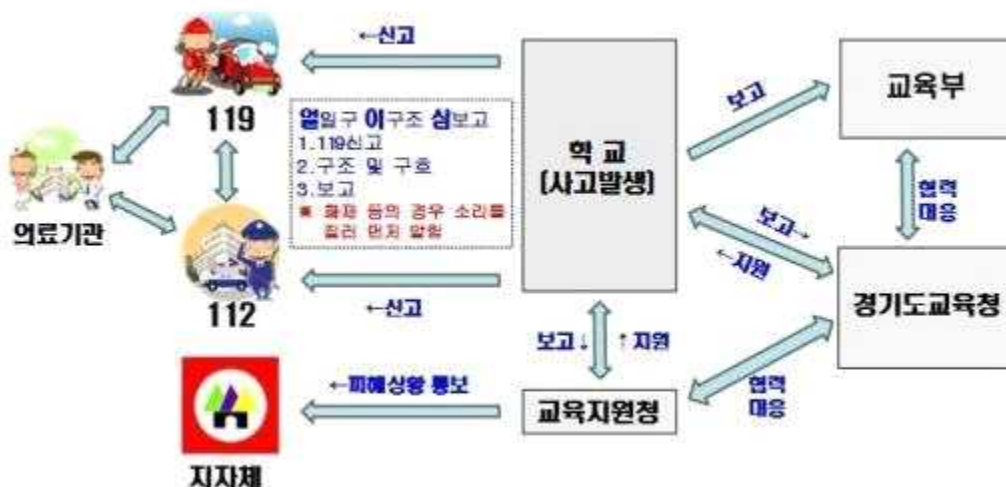 ←신고
119
열일구 이구조 삼보고
1.119신고
2.구조 및 구호
3.보고
※ 화재 등의 경우 소리를
질러 먼저 알림
의료기관
112
←신고
학 교
(사고발생)
보고
교육부
협력
대응
보고→
←지원
경기도교육청
보고↓
↑지원
협력
대응
교육지원청
←피해상황 통보
지자체